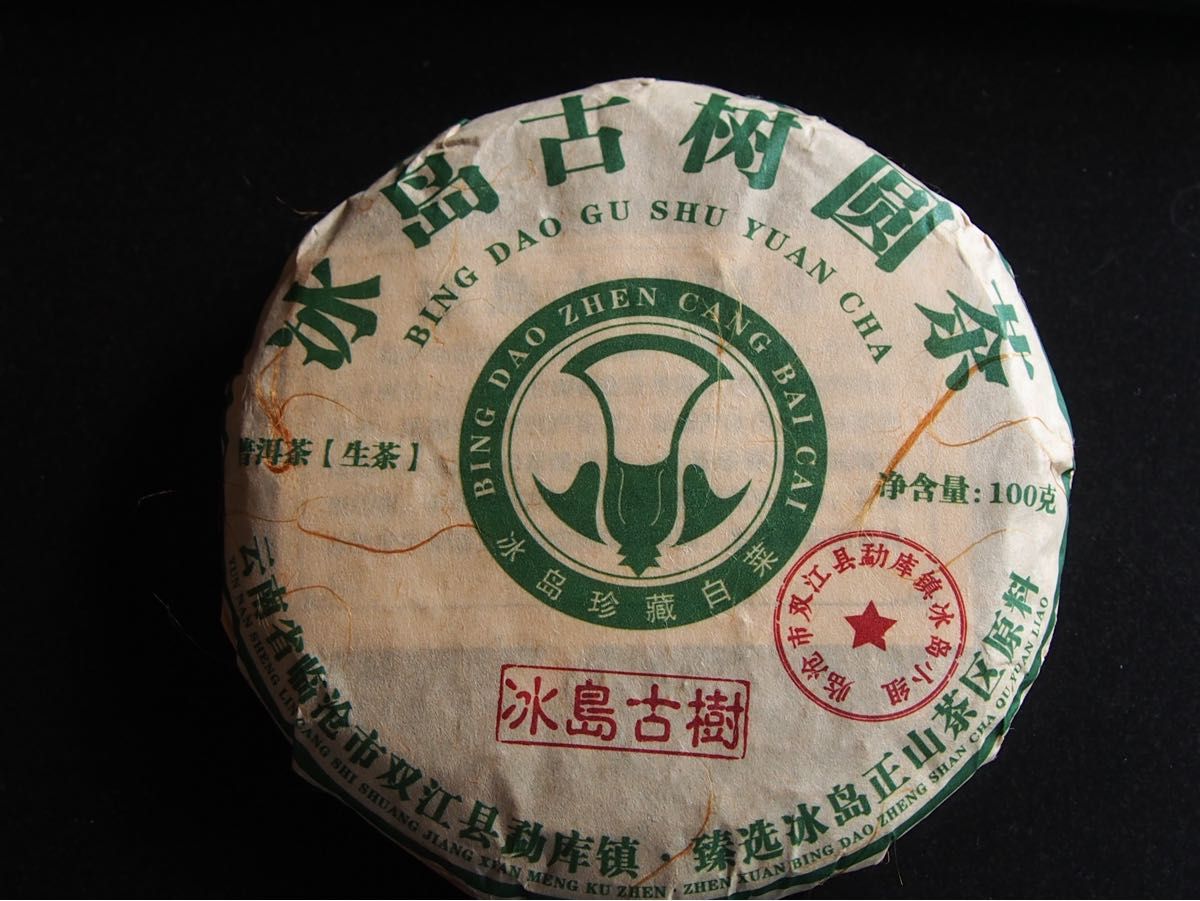 冰岛古树圆茶
BING DAO GU SHU YUAN CHA
BING DAO ZHEN CANG BAI CAI
冰岛珍藏白菜
普洱茶【生茶】
净含量:100克
临沧市双江县勐库镇冰岛小组
冰島古樹
云南省临沧市双江县勐库镇·臻选冰岛正山茶区原料
YUN NAN SHENG LIN CANG SHI SHUANG JIANG XIAN MENG KU ZHEN · ZHEN XUAN BING DAO ZHENG SHAN CHA QU YUAN LIAO